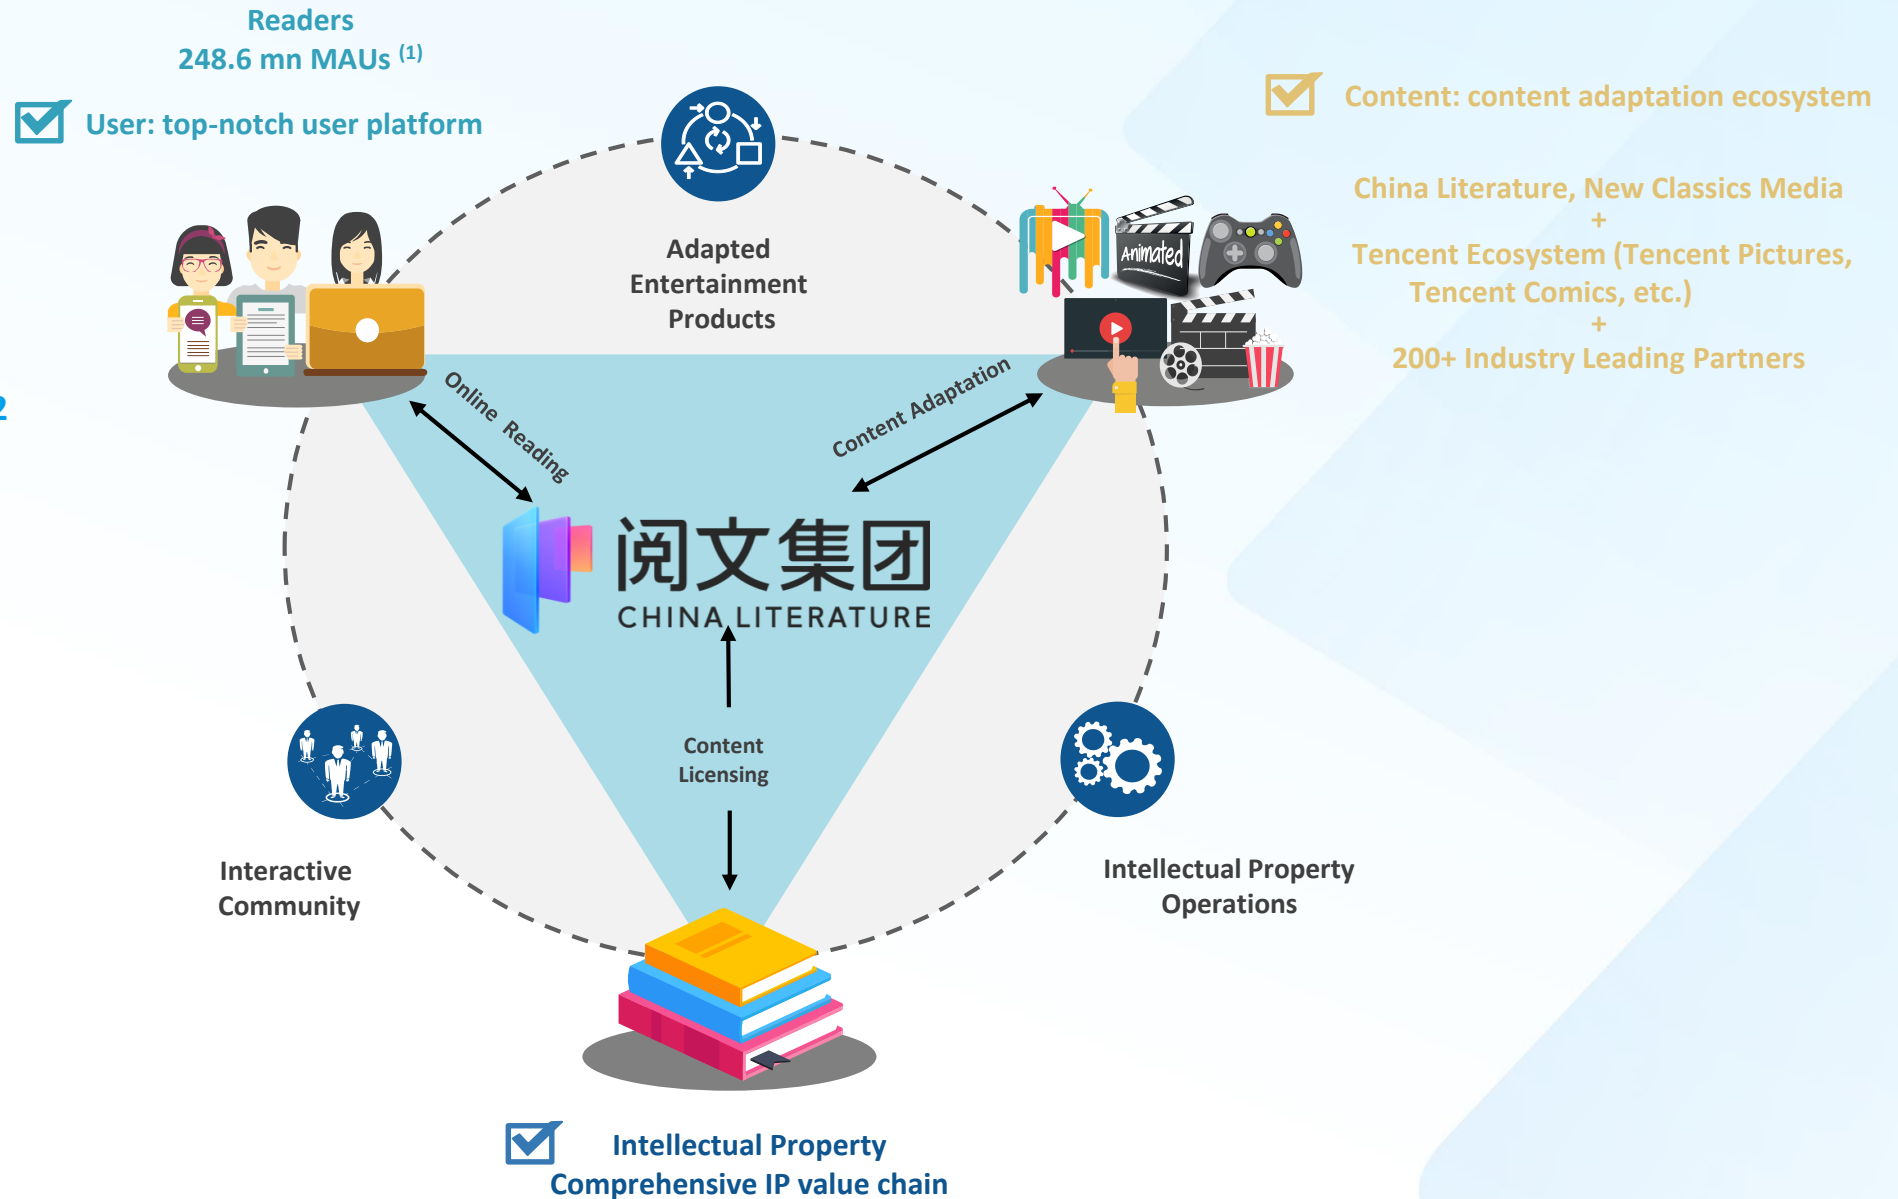 Readers
248.6 mn MAUs (1)
User: top-notch user platform
Content: content adaptation ecosystem
China Literature, New Classics Media
+
Tencent Ecosystem (Tencent Pictures,
Tencent Comics, etc.)
+
200+ Industry Leading Partners
Adapted
Entertainment
Products
Animated
2
Online Reading
Content Adaptation
阅文集团
CHINA LITERATURE
Content
Licensing
Interactive
Community
Intellectual Property
Operations
Intellectual Property
Comprehensive IP value chain